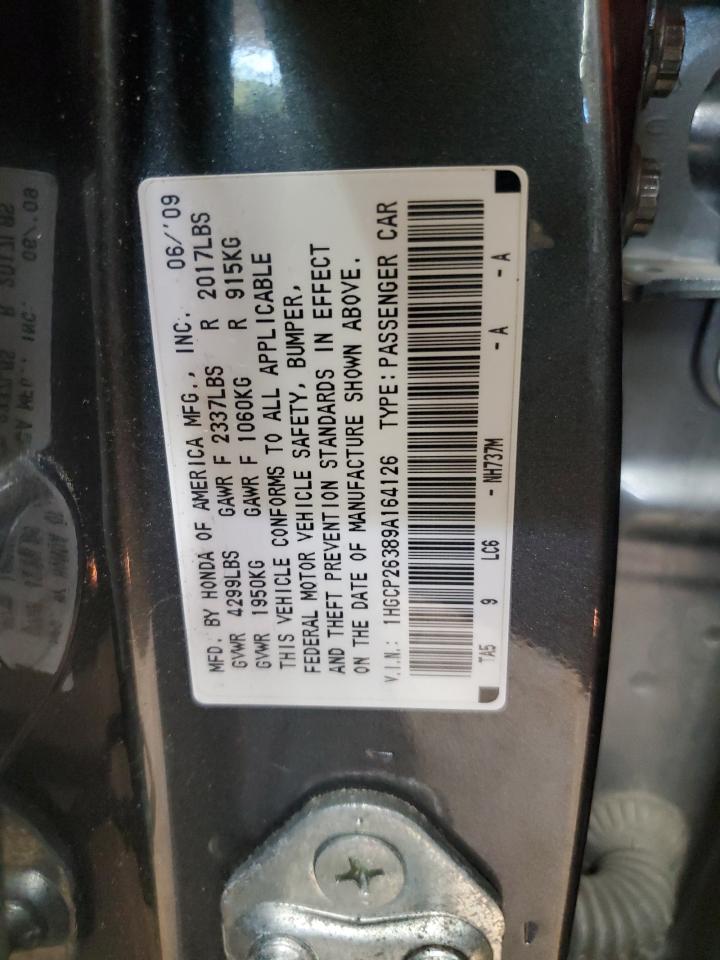 MFD. BY HONDA OF AMERICA MFG., INC. 06/'09
GVWR 4299LBS GAWR F 2337LBS R 2017LBS
GVWR 1950KG GAWR F 1060KG R 915KG
THIS VEHICLE CONFORMS TO ALL APPLICABLE
FEDERAL MOTOR VEHICLE SAFETY, BUMPER,
AND THEFT PREVENTION STANDARDS IN EFFECT
ON THE DATE OF MANUFACTURE SHOWN ABOVE.
V.I.N.: 1HGCP26389A164126 TYPE: PASSENGER CAR
TA5 9 LC6 - NH737M - A - A